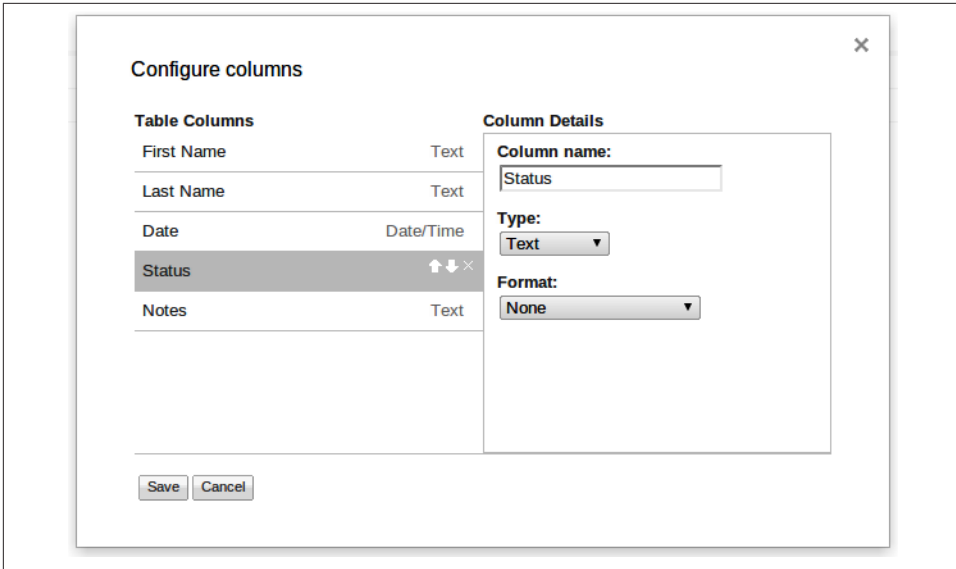 Configure columns
Table Columns
First Name Text
Last Name Text
Date Date/Time
Status
Notes Text
Column Details
Column name:
Status
Type:
Text
Format:
None
Save Cancel